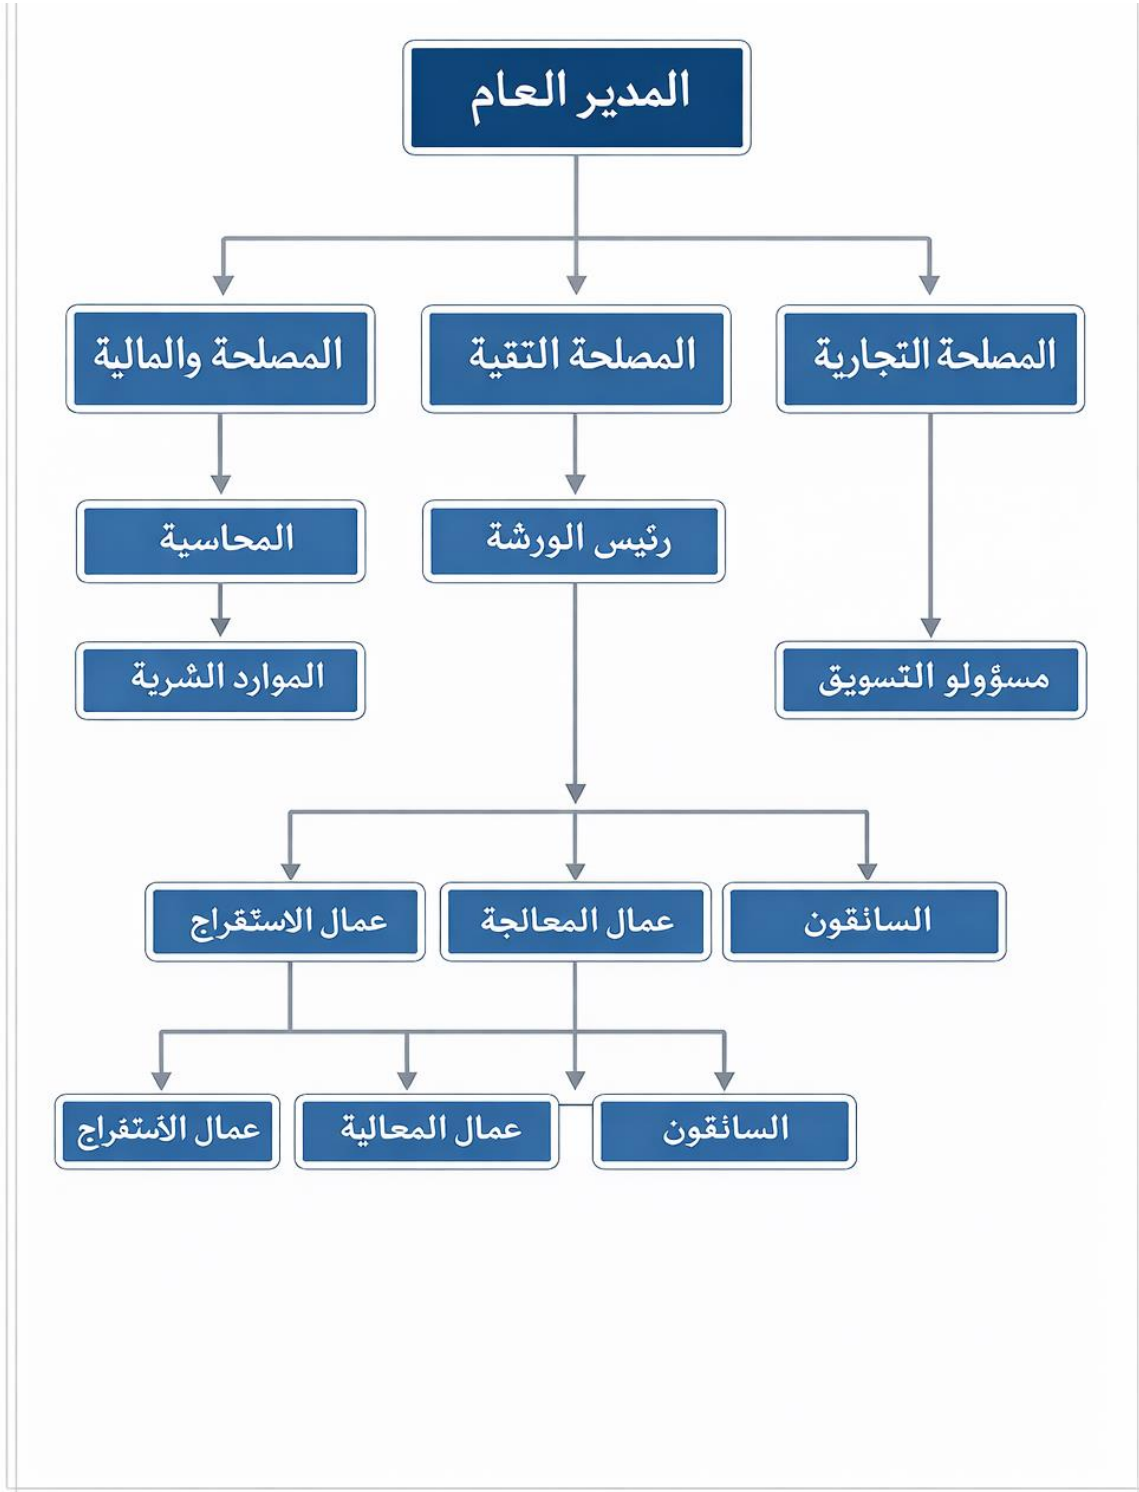 المدير العام
المصلحة التجارية
المصلحة التقية
المصلحة والمالية
رئيس الورشة
المحاسية
مسؤولو التسويق
الموارد الشرية
السائقون
عمال المعالجة
عمال الاستقراج
السائقون
عمال المعالية
عمال الأستفراج